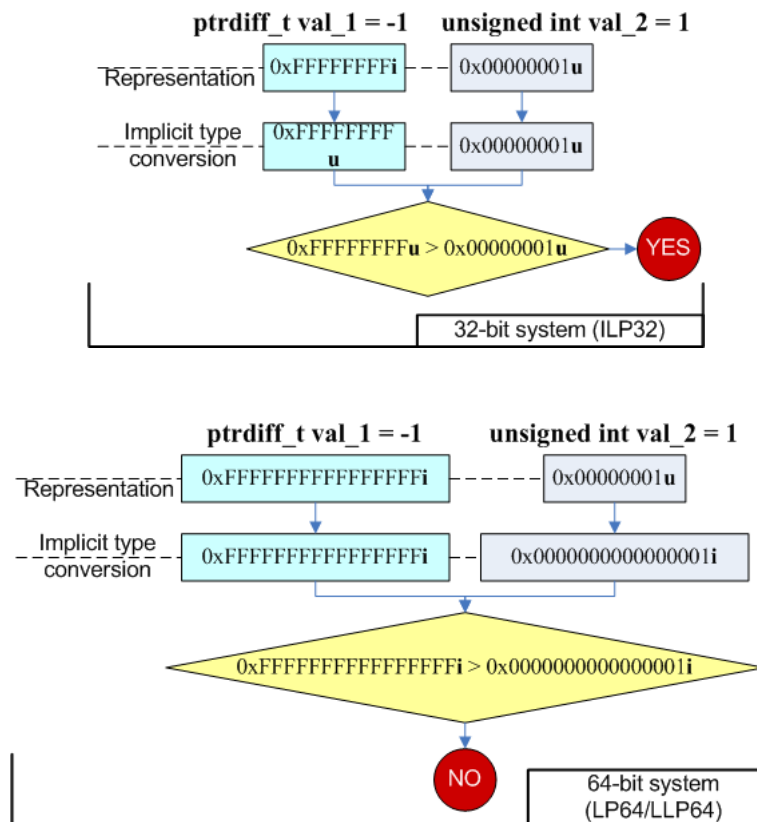 ptrdiff_t val_1 = -1 unsigned int val_2 = 1
Representation 0xFFFFFFFFi 0x00000001u
Implicit type
conversion
0xFFFFFFFF
u
0x00000001u
0xFFFFFFFFu > 0x00000001u YES
32-bit system (ILP32)
ptrdiff_t val_1 = -1 unsigned int val_2 = 1
Representation 0xFFFFFFFFFFFFFFFFi 0x00000001u
Implicit type
conversion
0xFFFFFFFFFFFFFFFFi 0x0000000000000001i
0xFFFFFFFFFFFFFFFFi > 0x0000000000000001i
NO
64-bit system
(LP64/LLP64)